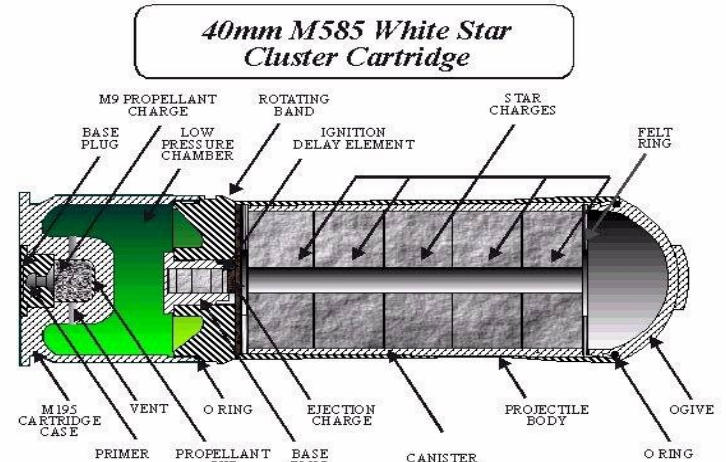 40mm M585 White Star
Cluster Cartridge
M9 PROPELLANT
CHARGE
ROTATING
BAND
STAR
CHARGES
BASE
PLUG
LOW
PRESSURE
CHAMBER
IGNITION
DELAY ELEMENT
FELT
RING
M195
CARTRIDGE
CASE
VENT
O RING
EJECTION
CHARGE
PROJECTILE
BODY
OGIVE
PRIMER
PROPELLANT
BASE
CANISTER
O RING